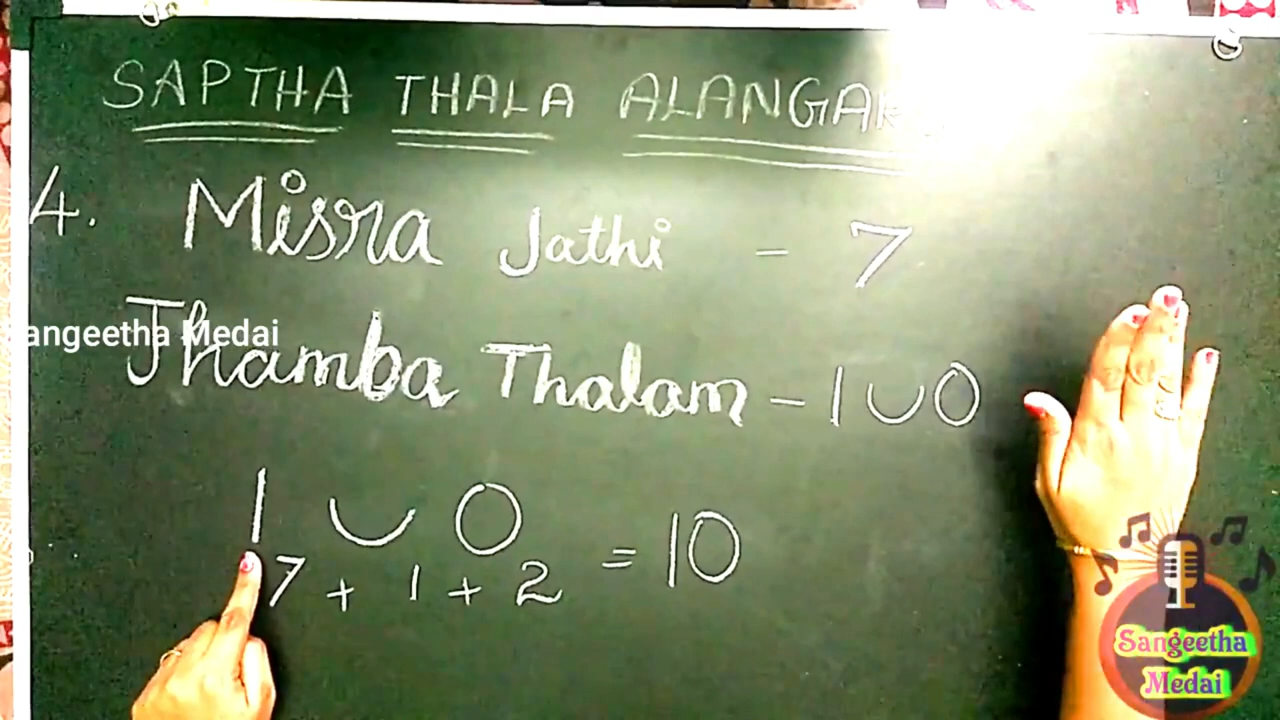 SAPTHA THALA ALANGAR
4. Misra Jathi - 7
Sangeetha Medai
Jhamba Thalam - 1 ∪ 0
1 ∪ 0
7 + 1 + 2 = 10
Sangeetha
Medai